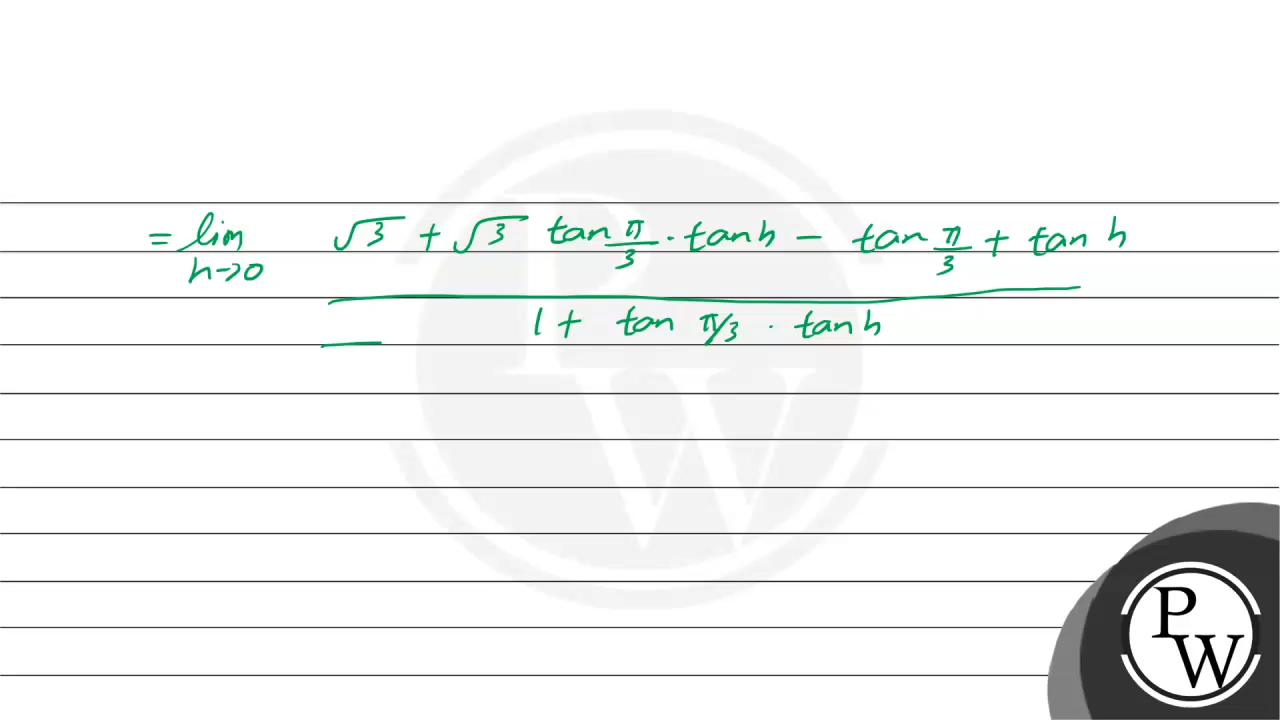 = lim √3 + √3 tan π/3 · tan h − tan π/3 + tan h
h→0
1 + tan π/3 · tan h
P
W
P
W